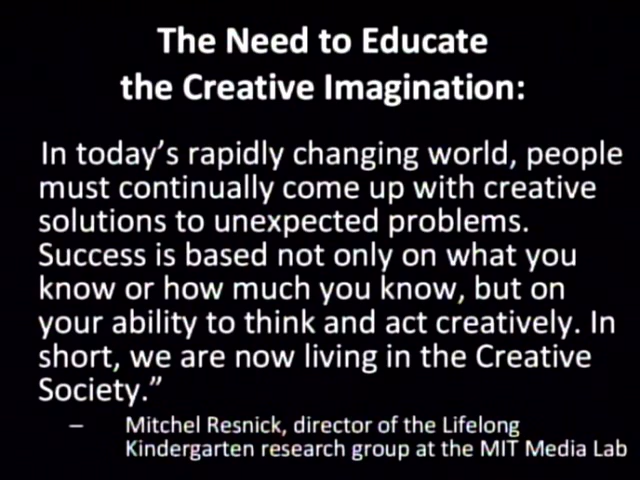 The Need to Educate
the Creative Imagination:
In today's rapidly changing world, people
must continually come up with creative
solutions to unexpected problems.
Success is based not only on what you
know or how much you know, but on
your ability to think and act creatively. In
short, we are now living in the Creative
Society.”
– Mitchel Resnick, director of the Lifelong
Kindergarten research group at the MIT Media Lab